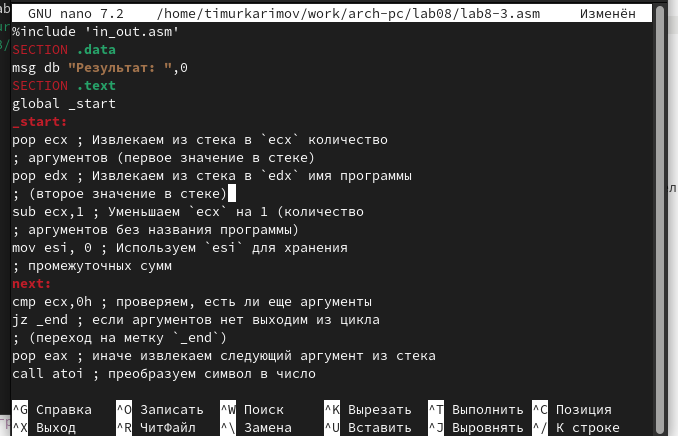 GNU nano 7.2 /home/timurkarimov/work/arch-pc/lab08/lab8-3.asm Изменён
%include 'in_out.asm'
SECTION .data
msg db "Результат: ",0
SECTION .text
global _start
_start:
pop ecx ; Извлекаем из стека в `ecx` количество
; аргументов (первое значение в стеке)
pop edx ; Извлекаем из стека в `edx` имя программы
; (второе значение в стеке)
sub ecx,1 ; Уменьшаем `ecx` на 1 (количество
; аргументов без названия программы)
mov esi, 0 ; Используем `esi` для хранения
; промежуточных сумм
next:
cmp ecx,0h ; проверяем, есть ли еще аргументы
jz _end ; если аргументов нет выходим из цикла
; (переход на метку `_end`)
pop eax ; иначе извлекаем следующий аргумент из стека
call atoi ; преобразуем символ в число
^G Справка ^O Записать ^W Поиск ^K Вырезать ^T Выполнить ^C Позиция
^X Выход ^R ЧитФайл ^\ Замена ^U Вставить ^J Выровнять ^/ К строке